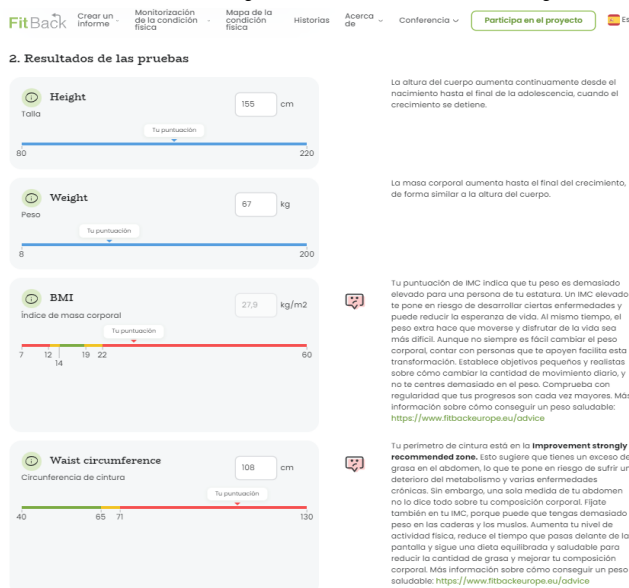 FitBack
Crear un informe
Monitorización de la condición física
Mapa de la condición física
Historias
Acerca de
Conferencia
Participa en el proyecto
Es
2. Resultados de las pruebas
Height
155 cm
Talla
Tu puntuación
80 220
La altura del cuerpo aumenta continuamente desde el
nacimiento hasta el final de la adolescencia, cuando el
crecimiento se detiene.
Weight
67 kg
Peso
Tu puntuación
8 200
La masa corporal aumenta hasta el final del crecimiento,
de forma similar a la altura del cuerpo.
BMI
27,9 kg/m2
Índice de masa corporal
Tu puntuación
7 12 14 19 22 60
Tu puntuación de IMC indica que tu peso es demasiado
elevado para una persona de tu estatura. Un IMC elevado
te pone en riesgo de desarrollar ciertas enfermedades y
puede reducir la esperanza de vida. Al mismo tiempo, el
peso extra hace que moverse y disfrutar de la vida sea
más difícil. Aunque no siempre es fácil cambiar el peso
corporal, contar con personas que te apoyen facilita esta
transformación. Establece objetivos pequeños y realistas
sobre cómo cambiar la cantidad de movimiento diario, y
no te centres demasiado en el peso. Comprueba con
regularidad que tus progresos son cada vez mayores. Más
información sobre cómo conseguir un peso saludable:
https://www.fitbackeurope.eu/advice
Waist circumference
108 cm
Circunferencia de cintura
Tu puntuación
40 65 71 130
Tu perímetro de cintura está en la Improvement strongly
recommended zone. Esto sugiere que tienes un exceso de
grasa en el abdomen, lo que te pone en riesgo de sufrir un
deterioro del metabolismo y varias enfermedades
crónicas. Sin embargo, una sola medida de tu abdomen
no lo dice todo sobre tu composición corporal. Fíjate
también en tu IMC, porque puede que tengas demasiado
peso en las caderas y los muslos. Aumenta tu nivel de
actividad física, reduce el tiempo que pasas delante de la
pantalla y sigue una dieta equilibrada y saludable para
reducir la cantidad de grasa y mejorar tu composición
corporal. Más información sobre cómo conseguir un peso
saludable: https://www.fitbackeurope.eu/advice